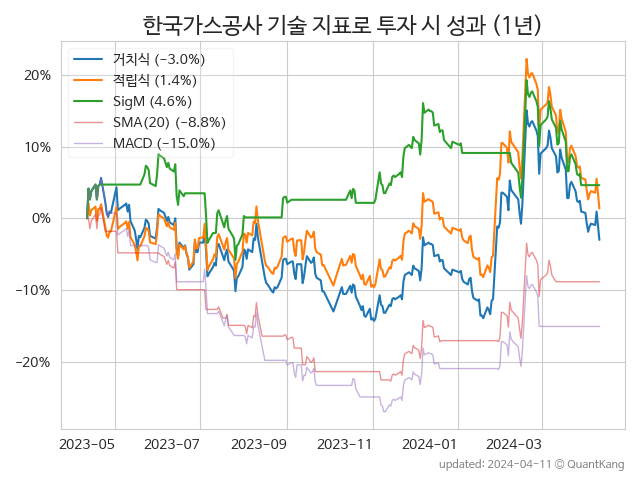 한국가스공사 기술 지표로 투자 시 성과 (1년)
거치식 (−3.0%)
적립식 (1.4%)
SigM (4.6%)
SMA(20) (−8.8%)
MACD (−15.0%)
20%
10%
0%
−10%
−20%
2023-05 2023-07 2023-09 2023-11 2024-01 2024-03
updated: 2024-04-11 © QuantKang